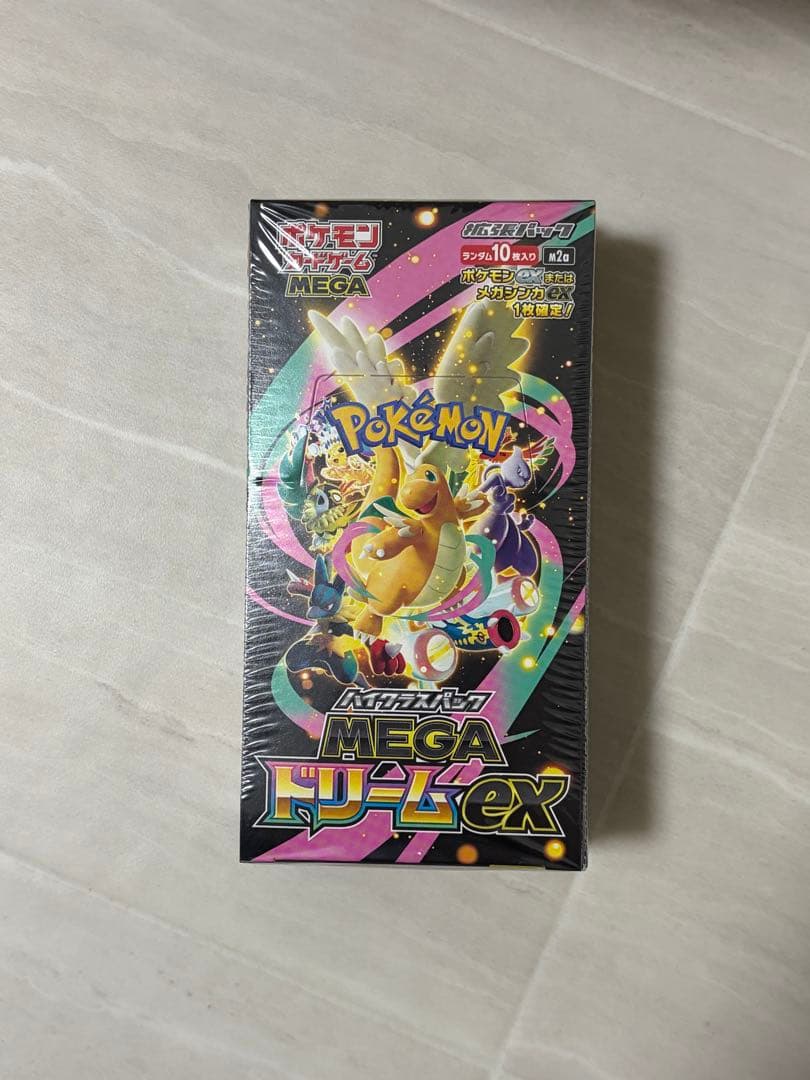 ポケモン
カードゲーム
MEGA
拡張パック
ランダム10枚入り
M2a
ポケモンexまたは
メガシンカex
1枚確定!
POKéMON
ハイクラスパック
MEGA
ドリームex